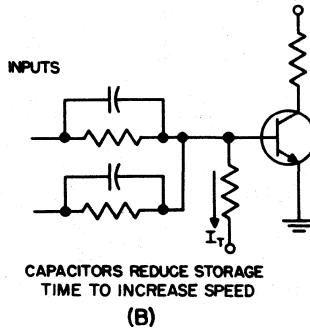 INPUTS
I_T
CAPACITORS REDUCE STORAGE
TIME TO INCREASE SPEED
(B)